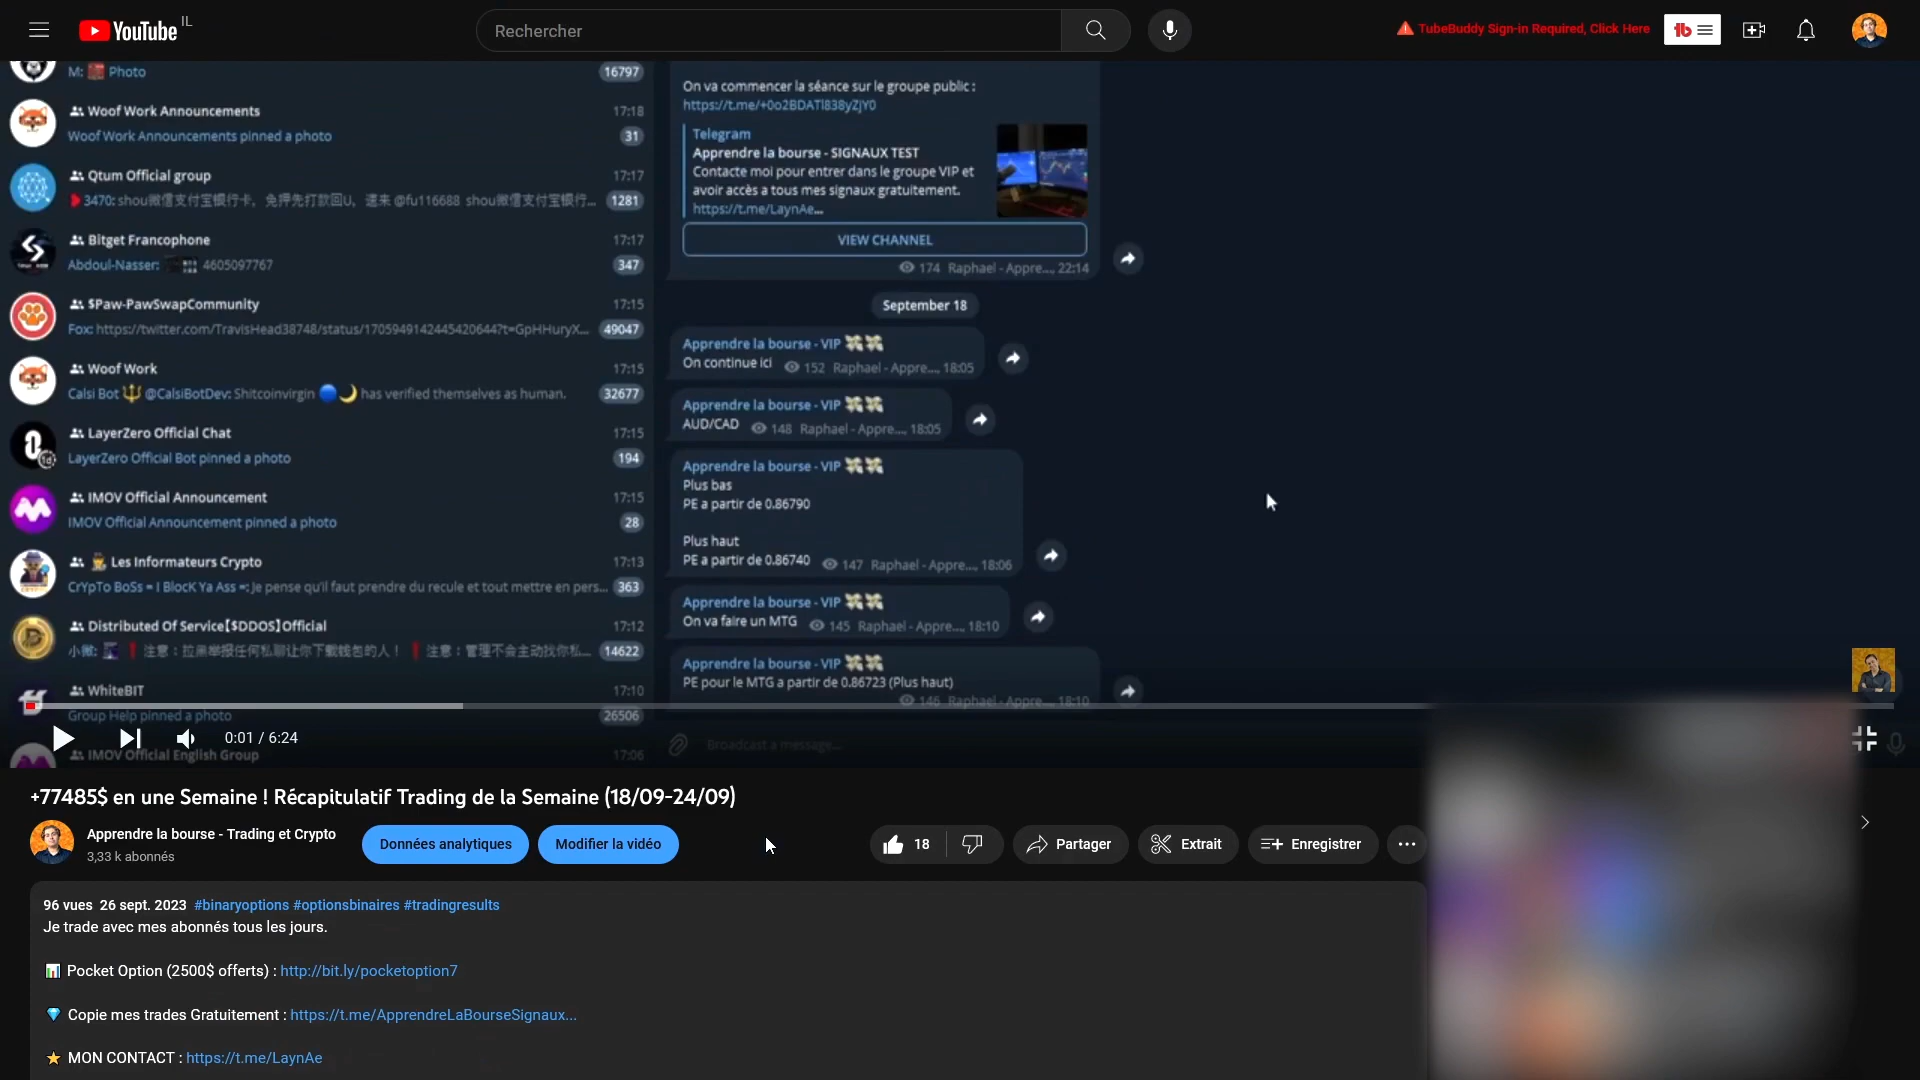 YouTube IL
Rechercher
TubeBuddy Sign-in Required, Click Here
tb
M: Photo
16797
Woof Work Announcements 17:18
Woof Work Announcements pinned a photo 31
Qtum Official group 17:17
3470: shou微信支付宝银行卡，免押先打款回U，速来 @fu116688 shou微信支付宝银行... 1281
Bitget Francophone 17:17
Abdoul-Nasser: 4605097767 347
$Paw-PawSwapCommunity 17:15
Fox: https://twitter.com/TravisHead38748/status/1705949142445420644?t=GpHHuryX... 49047
Woof Work 17:15
Calsi Bot 🔱 @CalsiBotDev: Shitcoinvirgin 🔵🌙 has verified themselves as human. 32677
LayerZero Official Chat 17:15
LayerZero Official Bot pinned a photo 194
IMOV Official Announcement 17:15
IMOV Official Announcement pinned a photo 28
Les Informateurs Crypto 17:13
CrYpTo BoSs = I BlocK Ya Ass =: Je pense qu'il faut prendre du recule et tout mettre en pers... 363
Distributed Of Service【$DDOS】Official 17:12
小微: ❗ 注意：拉黑举报任何私聊让你下载钱包的人！❗ 注意：管理不会主动找你私... 14622
WhiteBIT 17:10
Group Help pinned a photo 26506
IMOV Official English Group 17:06
On va commencer la séance sur le groupe public :
https://t.me/+0o2BDATl838yZjY0
Telegram
Apprendre la bourse - SIGNAUX TEST
Contacte moi pour entrer dans le groupe VIP et
avoir accès a tous mes signaux gratuitement.
https://t.me/LaynAe...
VIEW CHANNEL
174 Raphael - Appre..., 22:14
September 18
Apprendre la bourse - VIP 💸💸
On continue ici 152 Raphael - Appre..., 18:05
Apprendre la bourse - VIP 💸💸
AUD/CAD 148 Raphael - Appre..., 18:05
Apprendre la bourse - VIP 💸💸
Plus bas
PE a partir de 0.86790
Plus haut
PE a partir de 0.86740 147 Raphael - Appre..., 18:06
Apprendre la bourse - VIP 💸💸
On va faire un MTG 145 Raphael - Appre..., 18:10
Apprendre la bourse - VIP 💸💸
PE pour le MTG a partir de 0.86723 (Plus haut)
146 Raphael - Appre..., 18:10
Broadcast a message...
0:01 / 6:24
+77485$ en une Semaine ! Récapitulatif Trading de la Semaine (18/09-24/09)
Apprendre la bourse - Trading et Crypto
3,33 k abonnés
Données analytiques
Modifier la vidéo
18
Partager
Extrait
Enregistrer
96 vues 26 sept. 2023 #binaryoptions #optionsbinaires #tradingresults
Je trade avec mes abonnés tous les jours.
📊 Pocket Option (2500$ offerts) : http://bit.ly/pocketoption7
💎 Copie mes trades Gratuitement : https://t.me/ApprendreLaBourseSignaux...
⭐ MON CONTACT : https://t.me/LaynAe